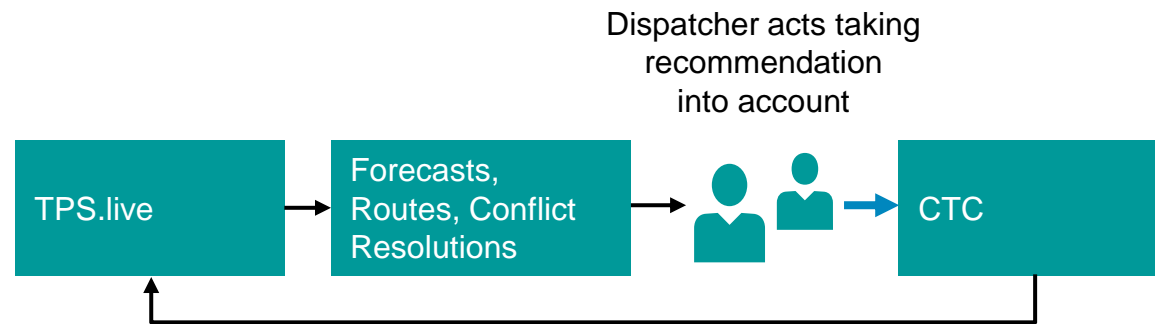 Dispatcher acts taking
recommendation
into account
TPS.live
Forecasts,
Routes, Conflict
Resolutions
CTC